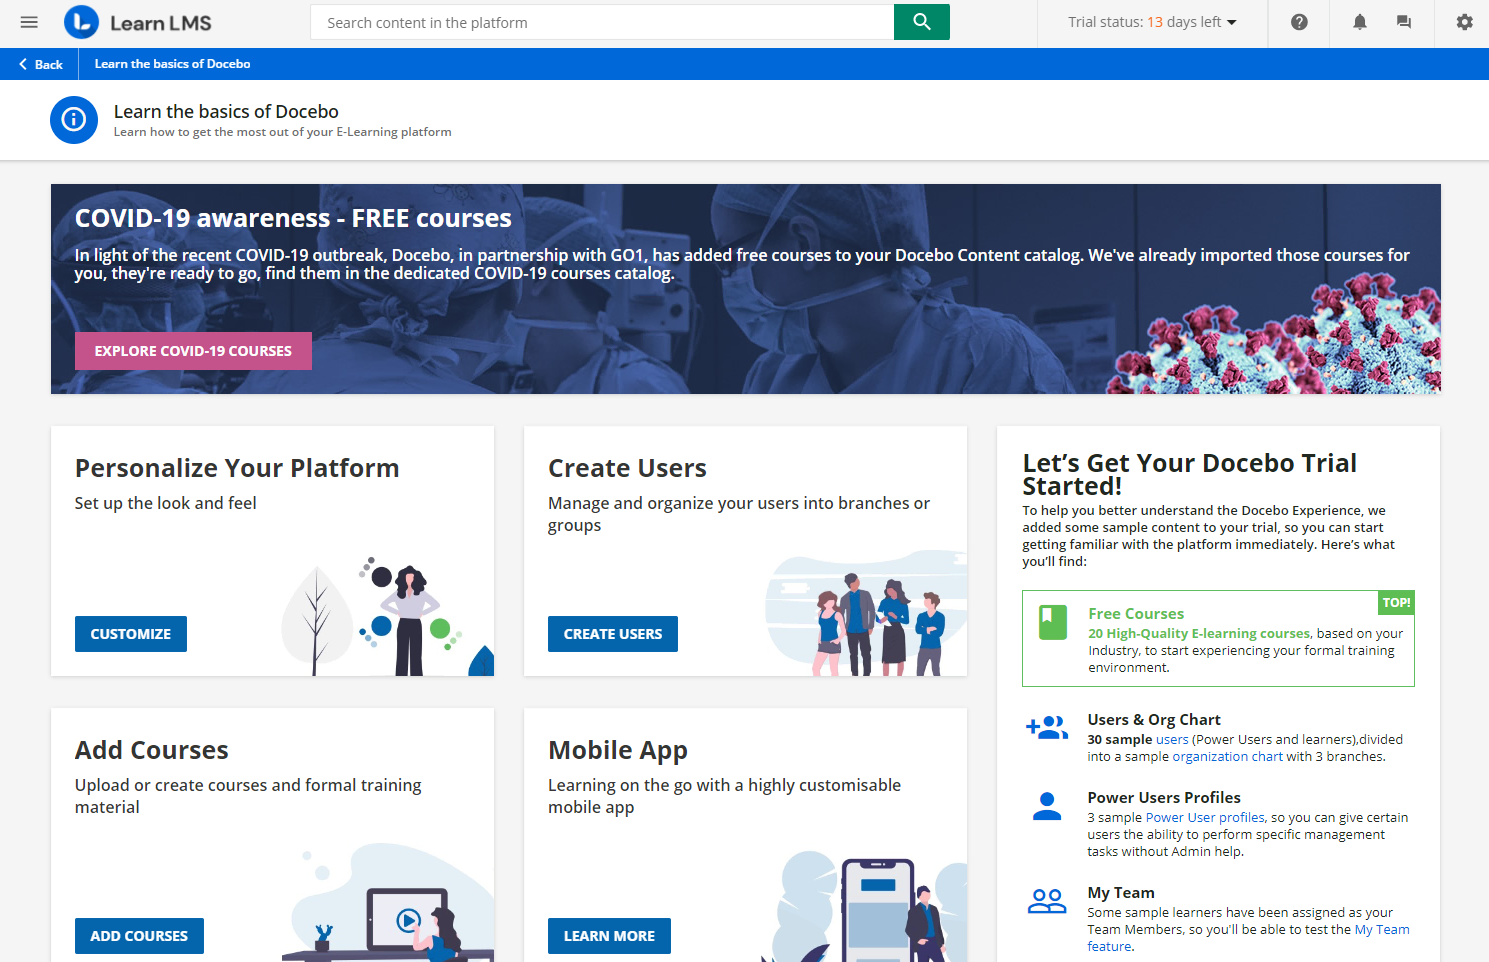 Learn LMS
Search content in the platform
Trial status: 13 days left
Back
Learn the basics of Docebo
Learn the basics of Docebo
Learn how to get the most out of your E-Learning platform
COVID-19 awareness - FREE courses
In light of the recent COVID-19 outbreak, Docebo, in partnership with GO1, has added free courses to your Docebo Content catalog. We've already imported those courses for
you, they're ready to go, find them in the dedicated COVID-19 courses catalog.
EXPLORE COVID-19 COURSES
Personalize Your Platform
Set up the look and feel
CUSTOMIZE
Create Users
Manage and organize your users into branches or
groups
CREATE USERS
Add Courses
Upload or create courses and formal training
material
ADD COURSES
Mobile App
Learning on the go with a highly customisable
mobile app
LEARN MORE
Let’s Get Your Docebo Trial
Started!
To help you better understand the Docebo Experience, we
added some sample content to your trial, so you can start
getting familiar with the platform immediately. Here’s what
you’ll find:
TOP!
Free Courses
20 High-Quality E-learning courses, based on your
Industry, to start experiencing your formal training
environment.
Users & Org Chart
30 sample users (Power Users and learners),divided
into a sample organization chart with 3 branches.
Power Users Profiles
3 sample Power User profiles, so you can give certain
users the ability to perform specific management
tasks without Admin help.
My Team
Some sample learners have been assigned as your
Team Members, so you'll be able to test the My Team
feature.